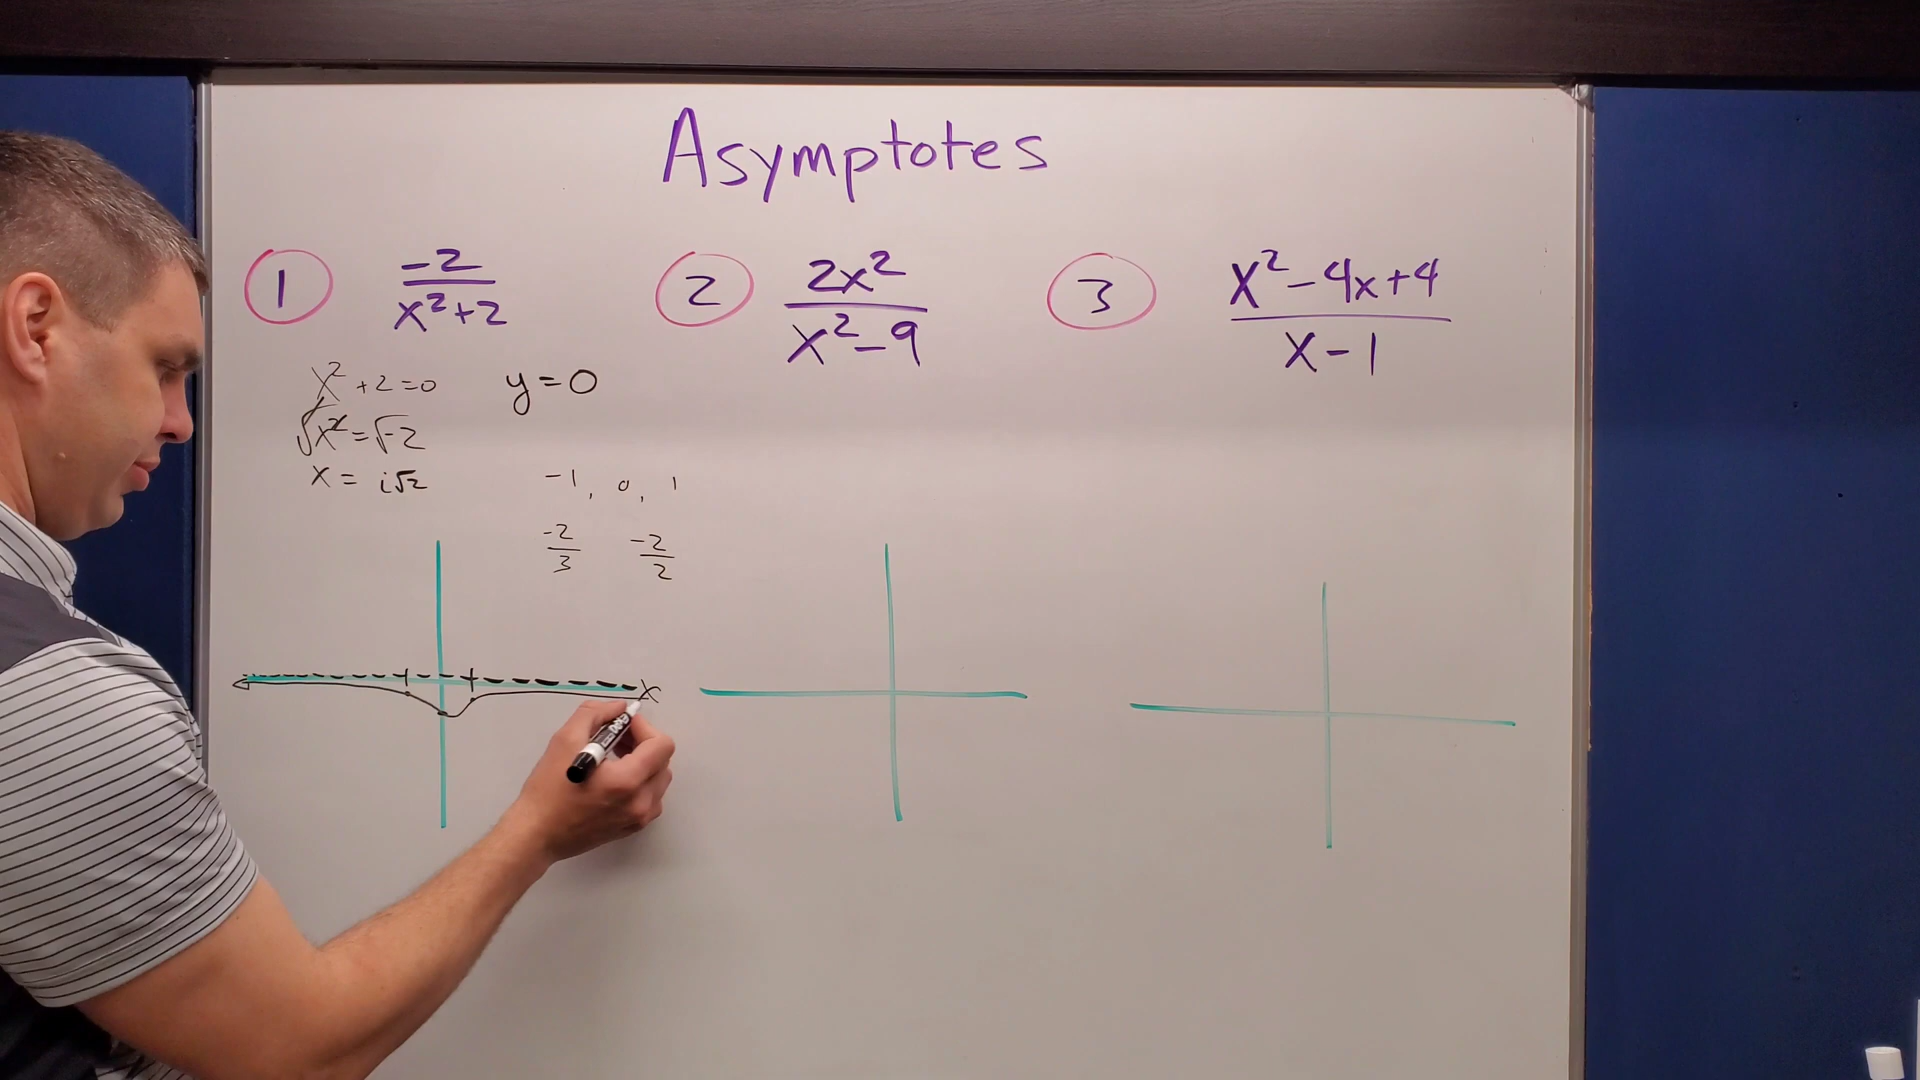 Asymptotes
1 -2/x²+2
2 2x²/x²-9
3 x²-4x+4/x-1
x²+2=0 y=0
√x²=√-2
x= i√2
-1, 0, 1
-2/3 -2/2
x